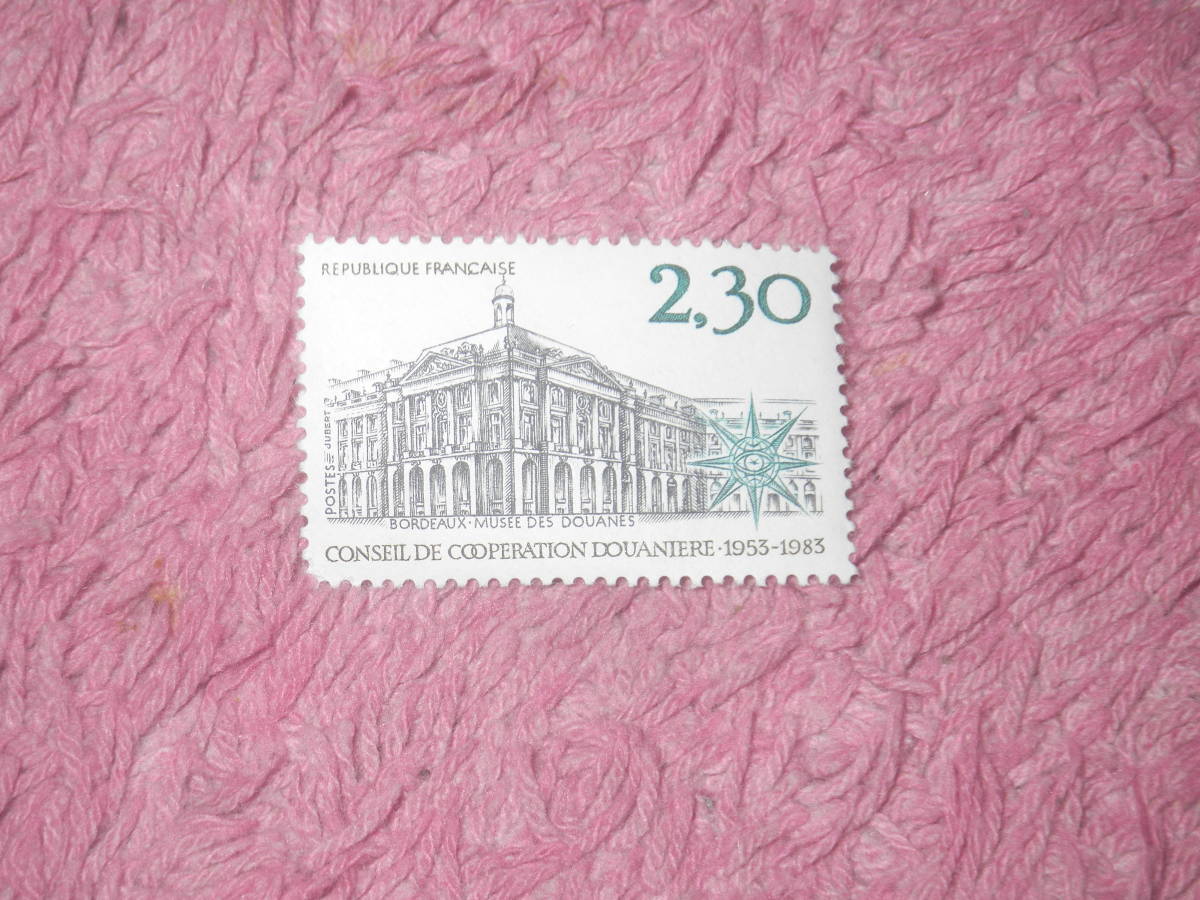 REPUBLIQUE FRANÇAISE
2,30
POSTES JUBERT
BORDEAUX · MUSEE DES DOUANES
CONSEIL DE COOPERATION DOUANIERE · 1953-1983